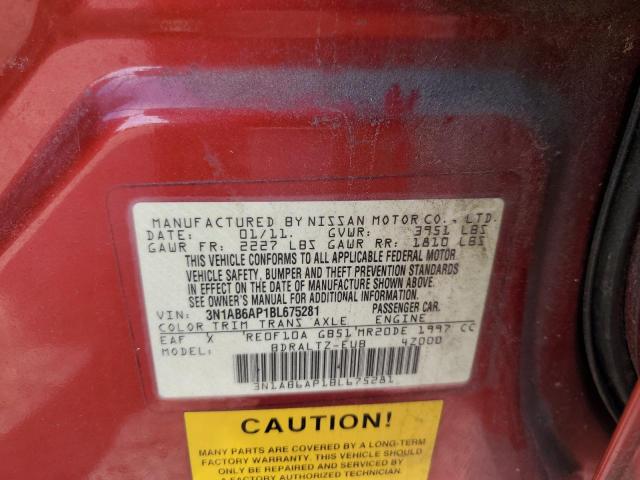 MANUFACTURED BY NISSAN MOTOR CO., LTD.
DATE: 01/11. GVWR: 3951 LBS
GAWR FR: 2227 LBS GAWR RR: 1810 LBS
THIS VEHICLE CONFORMS TO ALL APPLICABLE FEDERAL MOTOR
VEHICLE SAFETY, BUMPER AND THEFT PREVENTION STANDARDS
IN EFFECT ON THE DATE OF MANUFACTURE SHOWN ABOVE.
SEE OWNER'S MANUAL FOR ADDITIONAL INFORMATION
VIN: 3N1AB6AP1BL675281 PASSENGER CAR.
COLOR TRIM TRANS AXLE ENGINE
EAF X RE0F10A GB51 MR20DE 1997 CC
BDRALTZ-EUB 4Z000
3N1AB6AP1BL675281
CAUTION!
MANY PARTS ARE COVERED BY A LONG-TERM
FACTORY WARRANTY. THIS VEHICLE SHOULD
ONLY BE REPAIRED AND SERVICED BY
A FACTORY AUTHORIZED TECHNICIAN.